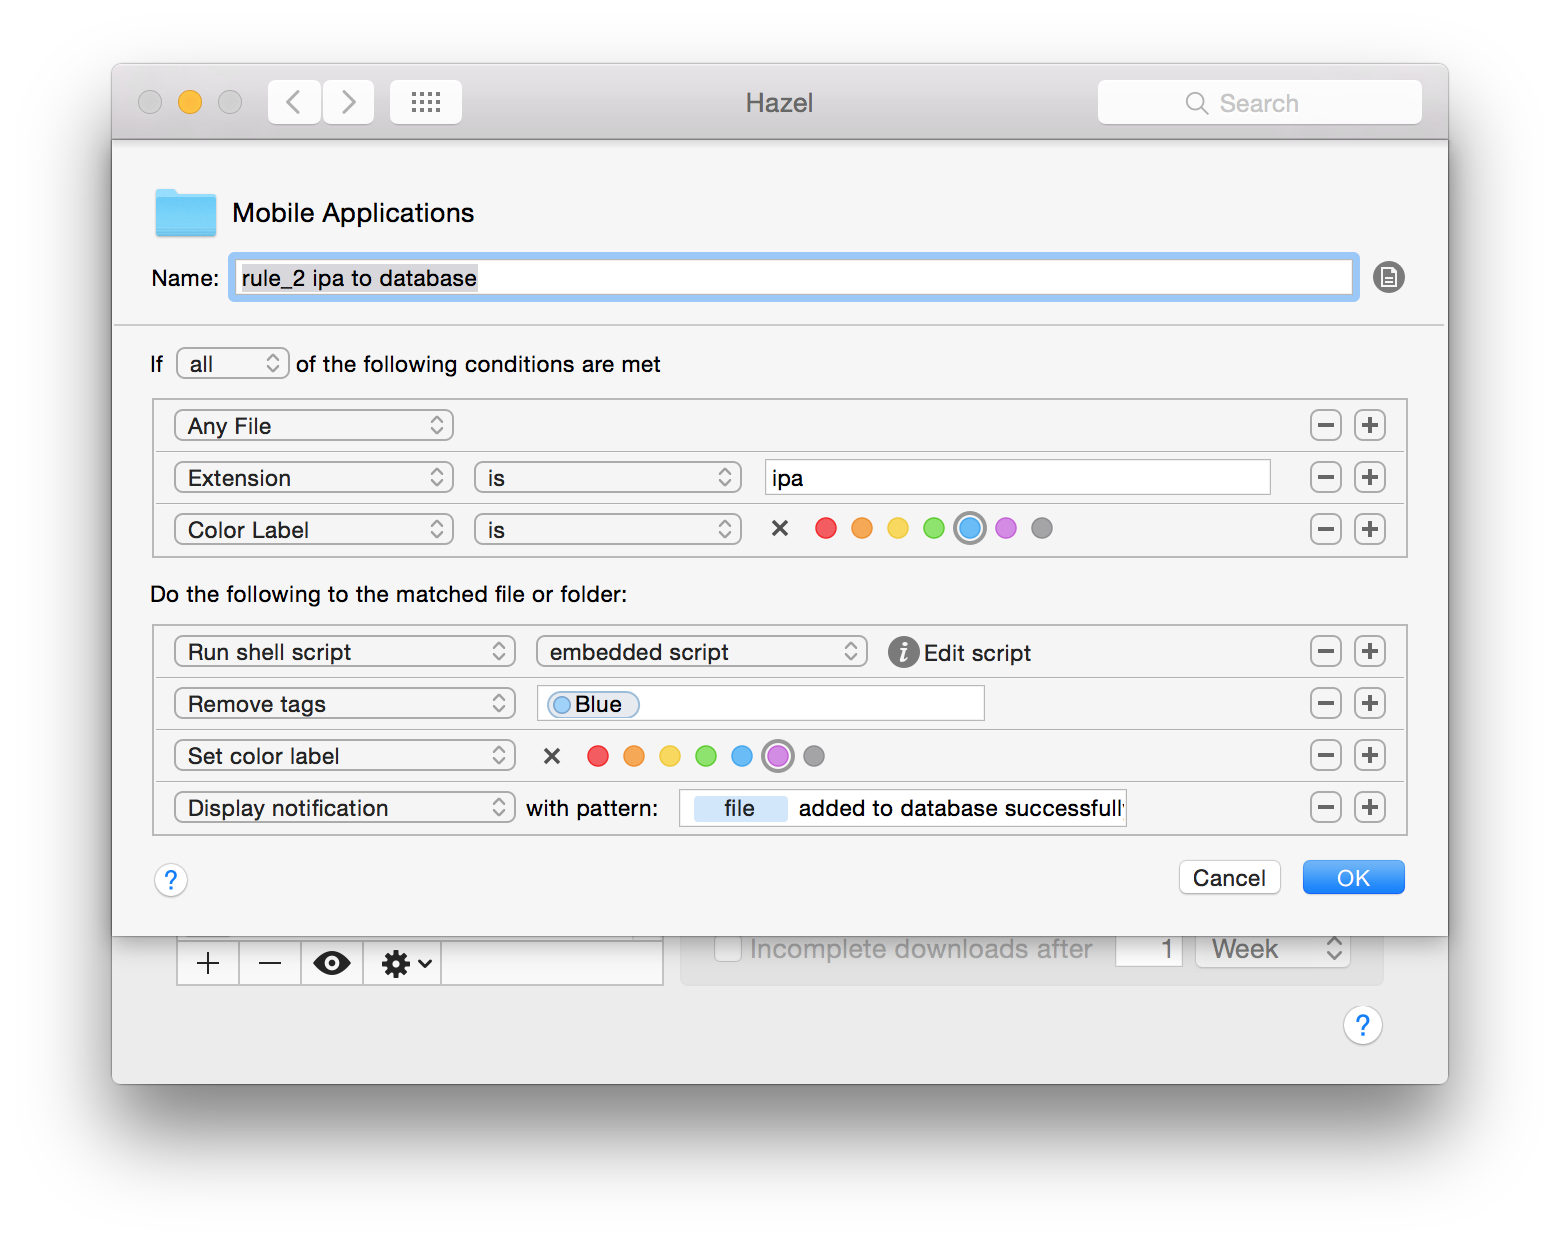 Hazel
Search
Mobile Applications
Name: rule_2 ipa to database
If all of the following conditions are met
Any File
Extension is ipa
Color Label is
Do the following to the matched file or folder:
Run shell script embedded script i Edit script
Remove tags Blue
Set color label
Display notification with pattern: file added to database successfully
? Cancel OK
Incomplete downloads after 1 Week
?